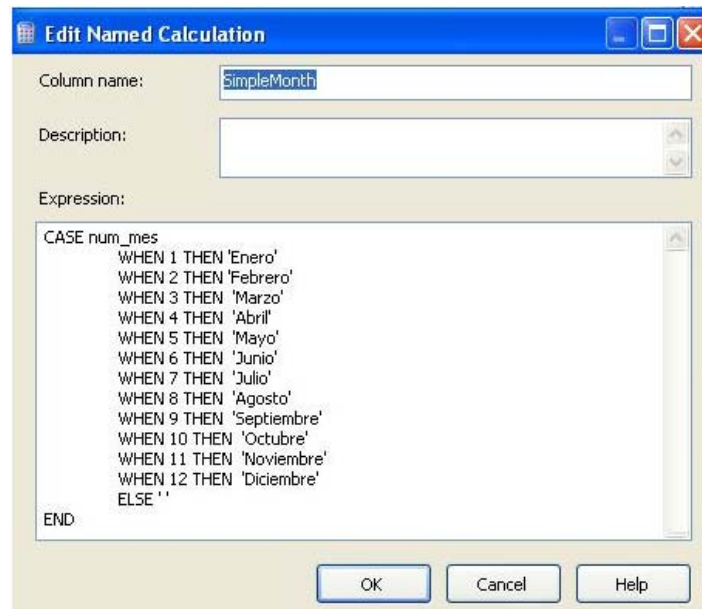 Edit Named Calculation
Column name:
SimpleMonth
Description:
Expression:
CASE num_mes
WHEN 1 THEN 'Enero'
WHEN 2 THEN 'Febrero'
WHEN 3 THEN 'Marzo'
WHEN 4 THEN 'Abril'
WHEN 5 THEN 'Mayo'
WHEN 6 THEN 'Junio'
WHEN 7 THEN 'Julio'
WHEN 8 THEN 'Agosto'
WHEN 9 THEN 'Septiembre'
WHEN 10 THEN 'Octubre'
WHEN 11 THEN 'Noviembre'
WHEN 12 THEN 'Diciembre'
ELSE ' '
END
OK Cancel Help